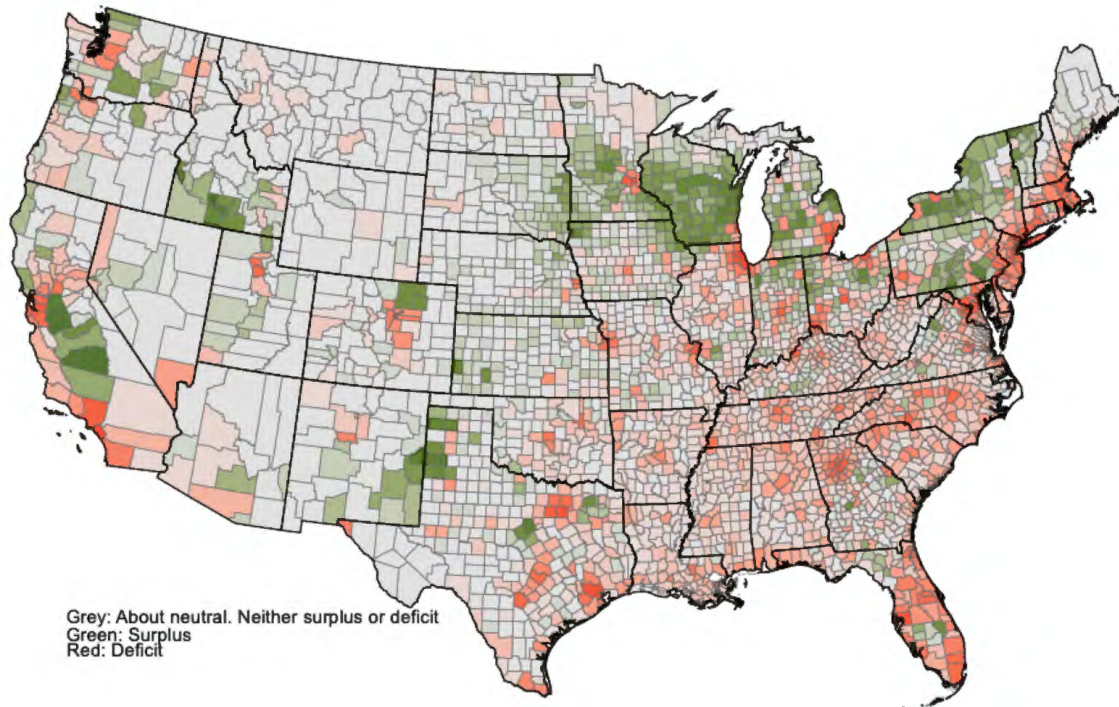 Grey: About neutral. Neither surplus or deficit
Green: Surplus
Red: Deficit